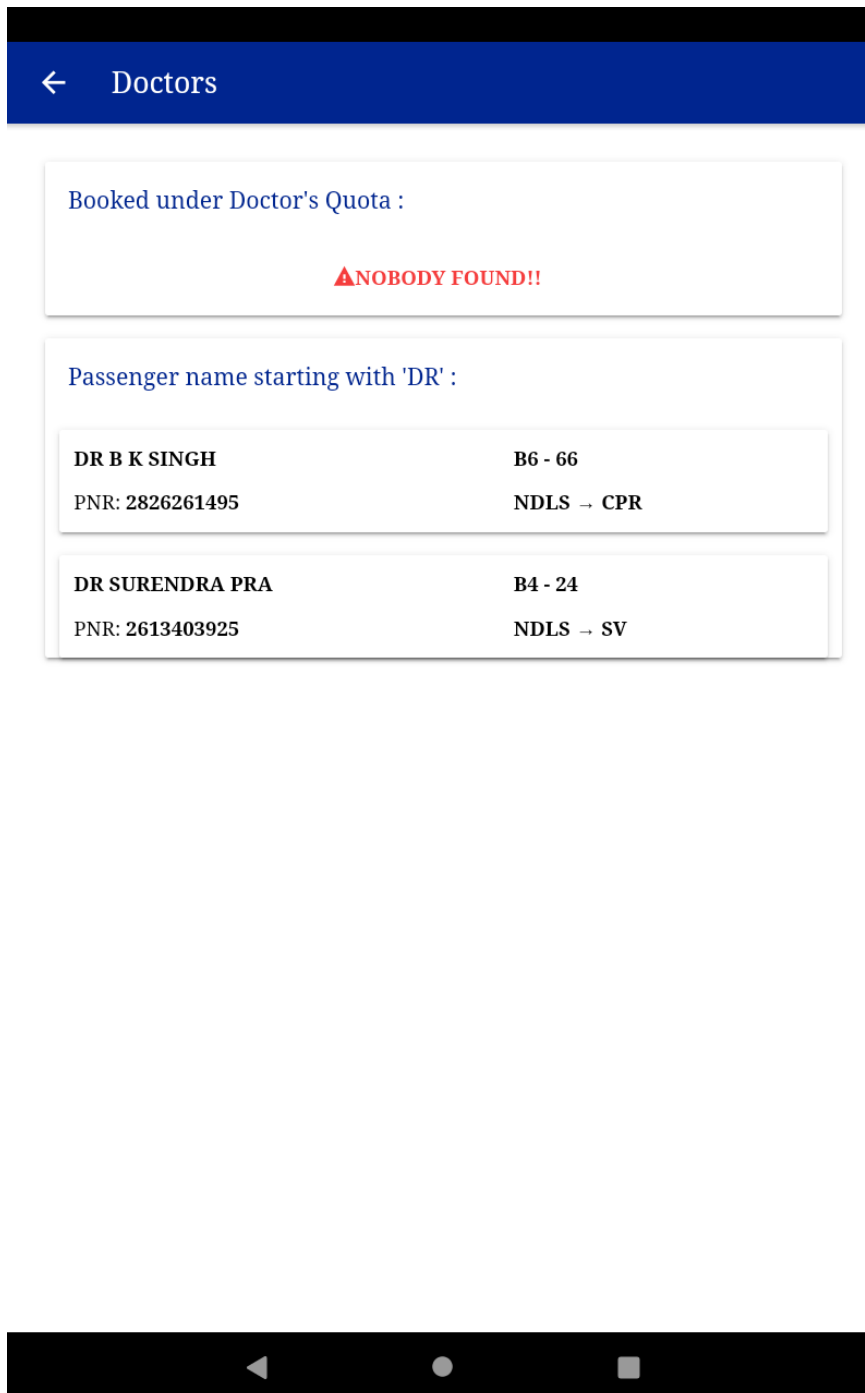 Doctors
Booked under Doctor's Quota :
NOBODY FOUND!!
Passenger name starting with 'DR' :
DR B K SINGH B6 - 66
PNR: 2826261495 NDLS → CPR
DR SURENDRA PRA B4 - 24
PNR: 2613403925 NDLS → SV